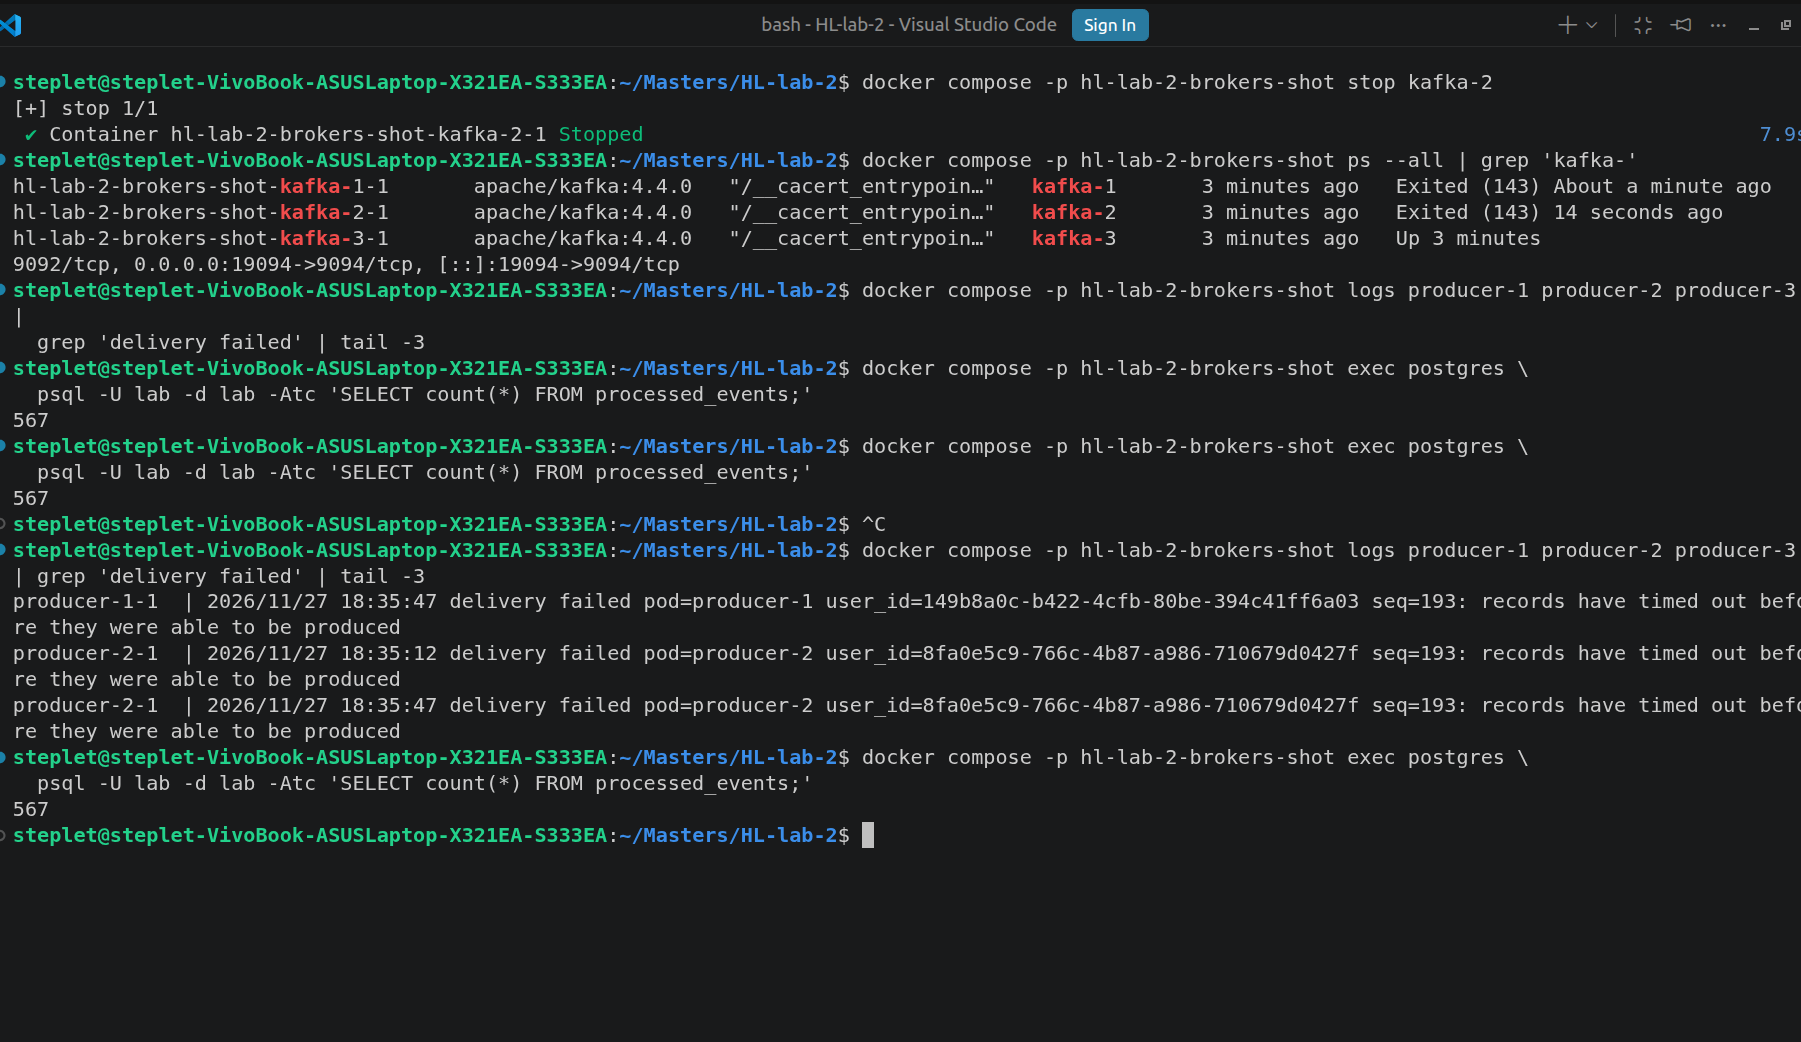 bash - HL-lab-2 - Visual Studio Code Sign In
steplet@steplet-VivoBook-ASUSLaptop-X321EA-S333EA:~/Masters/HL-lab-2$ docker compose -p hl-lab-2-brokers-shot stop kafka-2
[+] stop 1/1
✔ Container hl-lab-2-brokers-shot-kafka-2-1 Stopped 7.9s
steplet@steplet-VivoBook-ASUSLaptop-X321EA-S333EA:~/Masters/HL-lab-2$ docker compose -p hl-lab-2-brokers-shot ps --all | grep 'kafka-'
hl-lab-2-brokers-shot-kafka-1-1       apache/kafka:4.4.0   "/__cacert_entrypoin…"   kafka-1       3 minutes ago   Exited (143) About a minute ago
hl-lab-2-brokers-shot-kafka-2-1       apache/kafka:4.4.0   "/__cacert_entrypoin…"   kafka-2       3 minutes ago   Exited (143) 14 seconds ago
hl-lab-2-brokers-shot-kafka-3-1       apache/kafka:4.4.0   "/__cacert_entrypoin…"   kafka-3       3 minutes ago   Up 3 minutes
9092/tcp, 0.0.0.0:19094->9094/tcp, [::]:19094->9094/tcp
steplet@steplet-VivoBook-ASUSLaptop-X321EA-S333EA:~/Masters/HL-lab-2$ docker compose -p hl-lab-2-brokers-shot logs producer-1 producer-2 producer-3
|
  grep 'delivery failed' | tail -3
steplet@steplet-VivoBook-ASUSLaptop-X321EA-S333EA:~/Masters/HL-lab-2$ docker compose -p hl-lab-2-brokers-shot exec postgres \
  psql -U lab -d lab -Atc 'SELECT count(*) FROM processed_events;'
567
steplet@steplet-VivoBook-ASUSLaptop-X321EA-S333EA:~/Masters/HL-lab-2$ docker compose -p hl-lab-2-brokers-shot exec postgres \
  psql -U lab -d lab -Atc 'SELECT count(*) FROM processed_events;'
567
steplet@steplet-VivoBook-ASUSLaptop-X321EA-S333EA:~/Masters/HL-lab-2$ ^C
steplet@steplet-VivoBook-ASUSLaptop-X321EA-S333EA:~/Masters/HL-lab-2$ docker compose -p hl-lab-2-brokers-shot logs producer-1 producer-2 producer-3
| grep 'delivery failed' | tail -3
producer-1-1  | 2026/11/27 18:35:47 delivery failed pod=producer-1 user_id=149b8a0c-b422-4cfb-80be-394c41ff6a03 seq=193: records have timed out befo
re they were able to be produced
producer-2-1  | 2026/11/27 18:35:12 delivery failed pod=producer-2 user_id=8fa0e5c9-766c-4b87-a986-710679d0427f seq=193: records have timed out befo
re they were able to be produced
producer-2-1  | 2026/11/27 18:35:47 delivery failed pod=producer-2 user_id=8fa0e5c9-766c-4b87-a986-710679d0427f seq=193: records have timed out befo
re they were able to be produced
steplet@steplet-VivoBook-ASUSLaptop-X321EA-S333EA:~/Masters/HL-lab-2$ docker compose -p hl-lab-2-brokers-shot exec postgres \
  psql -U lab -d lab -Atc 'SELECT count(*) FROM processed_events;'
567
steplet@steplet-VivoBook-ASUSLaptop-X321EA-S333EA:~/Masters/HL-lab-2$